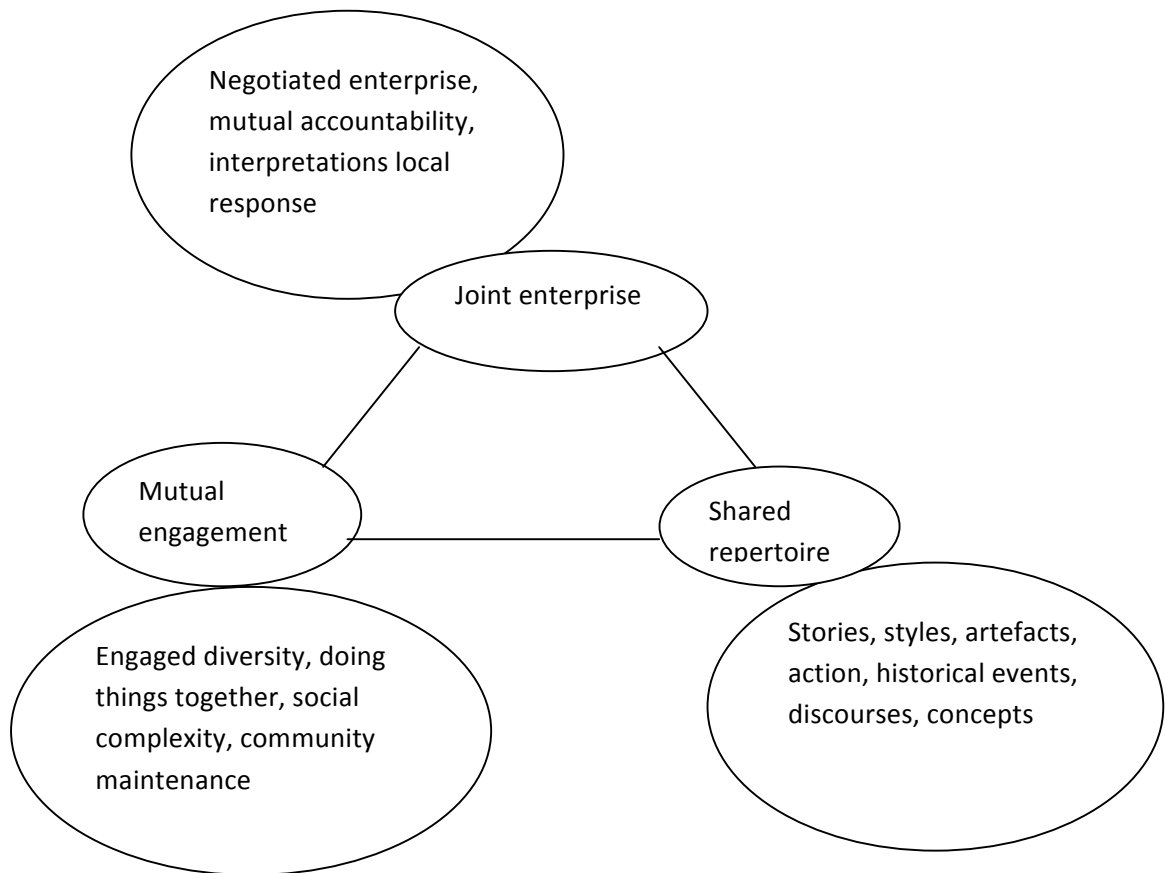 Negotiated enterprise,
mutual accountability,
interpretations local
response
Joint enterprise
Mutual
engagement
Shared
repertoire
Engaged diversity, doing
things together, social
complexity, community
maintenance
Stories, styles, artefacts,
action, historical events,
discourses, concepts